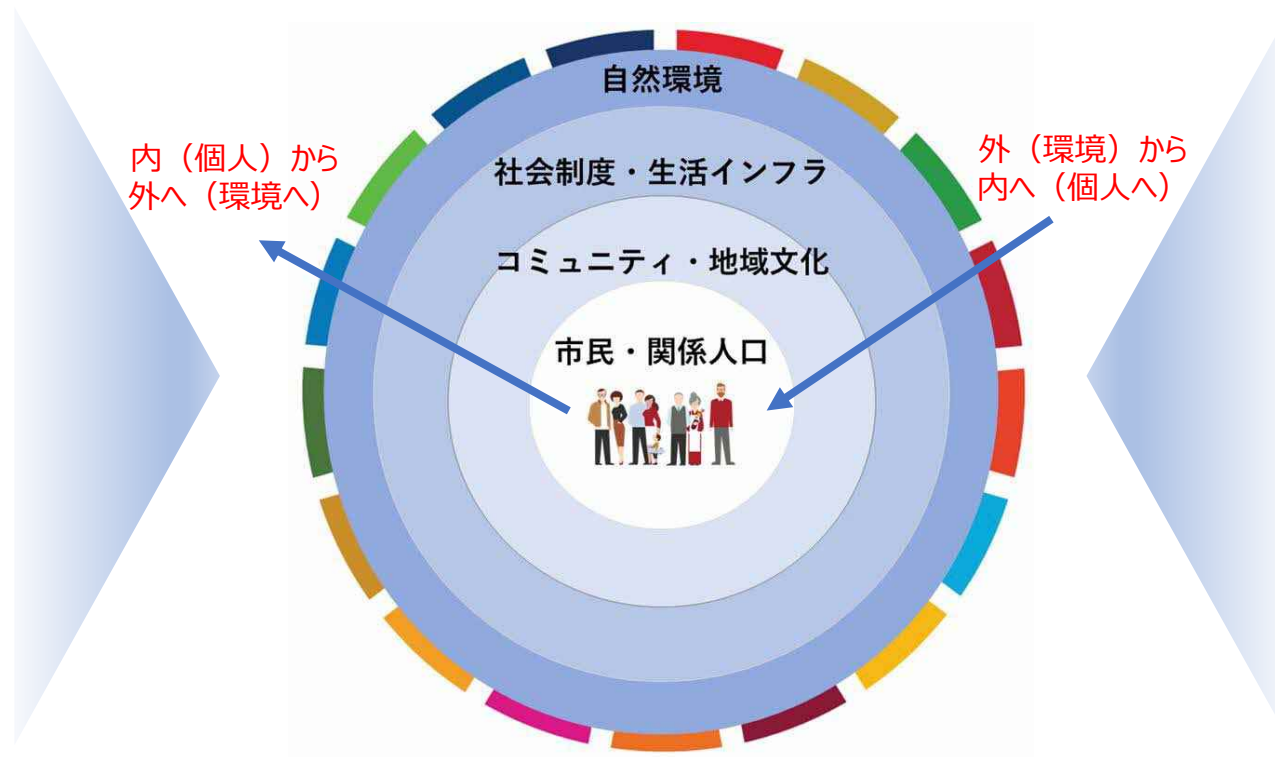 自然環境
内（個人）から
外へ（環境へ）
外（環境）から
内へ（個人へ）
社会制度・生活インフラ
コミュニティ・地域文化
市民・関係人口